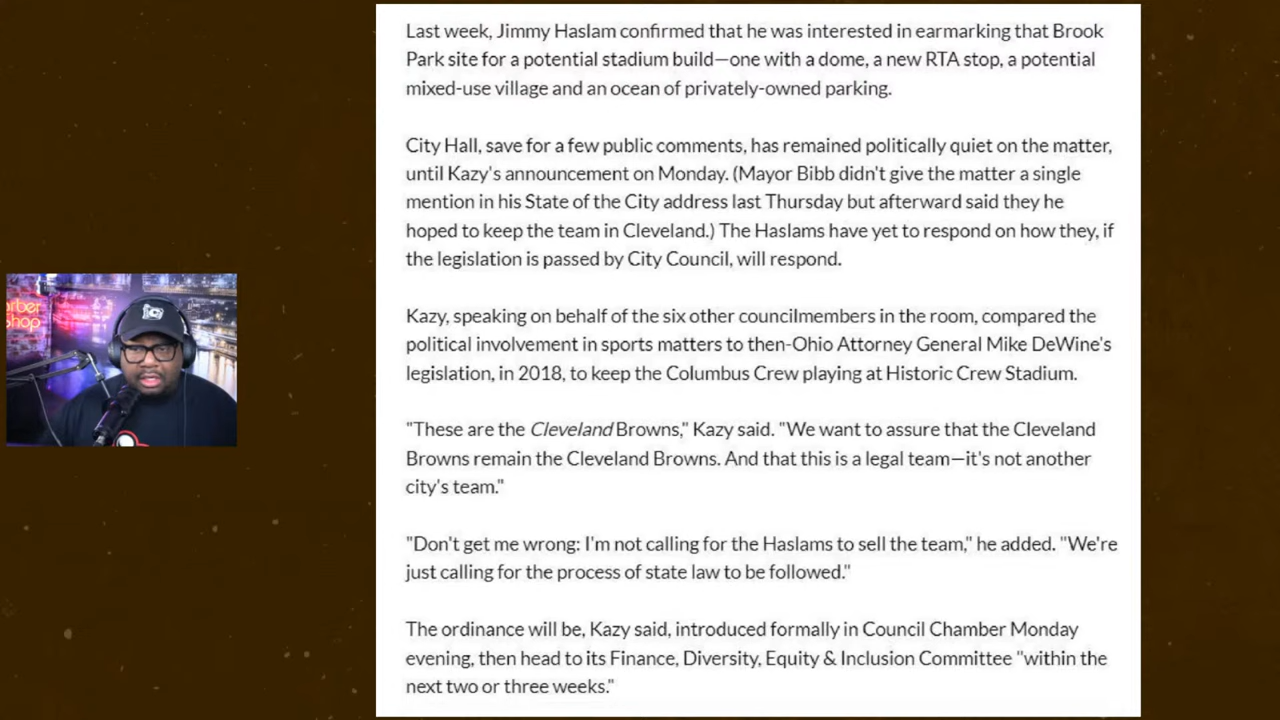 Last week, Jimmy Haslam confirmed that he was interested in earmarking that Brook
Park site for a potential stadium build—one with a dome, a new RTA stop, a potential
mixed-use village and an ocean of privately-owned parking.
City Hall, save for a few public comments, has remained politically quiet on the matter,
until Kazy's announcement on Monday. (Mayor Bibb didn't give the matter a single
mention in his State of the City address last Thursday but afterward said they he
hoped to keep the team in Cleveland.) The Haslams have yet to respond on how they, if
the legislation is passed by City Council, will respond.
Kazy, speaking on behalf of the six other councilmembers in the room, compared the
political involvement in sports matters to then-Ohio Attorney General Mike DeWine's
legislation, in 2018, to keep the Columbus Crew playing at Historic Crew Stadium.
"These are the Cleveland Browns," Kazy said. "We want to assure that the Cleveland
Browns remain the Cleveland Browns. And that this is a legal team—it's not another
city's team."
"Don't get me wrong: I'm not calling for the Haslams to sell the team," he added. "We're
just calling for the process of state law to be followed."
The ordinance will be, Kazy said, introduced formally in Council Chamber Monday
evening, then head to its Finance, Diversity, Equity & Inclusion Committee "within the
next two or three weeks."
arber
Shop